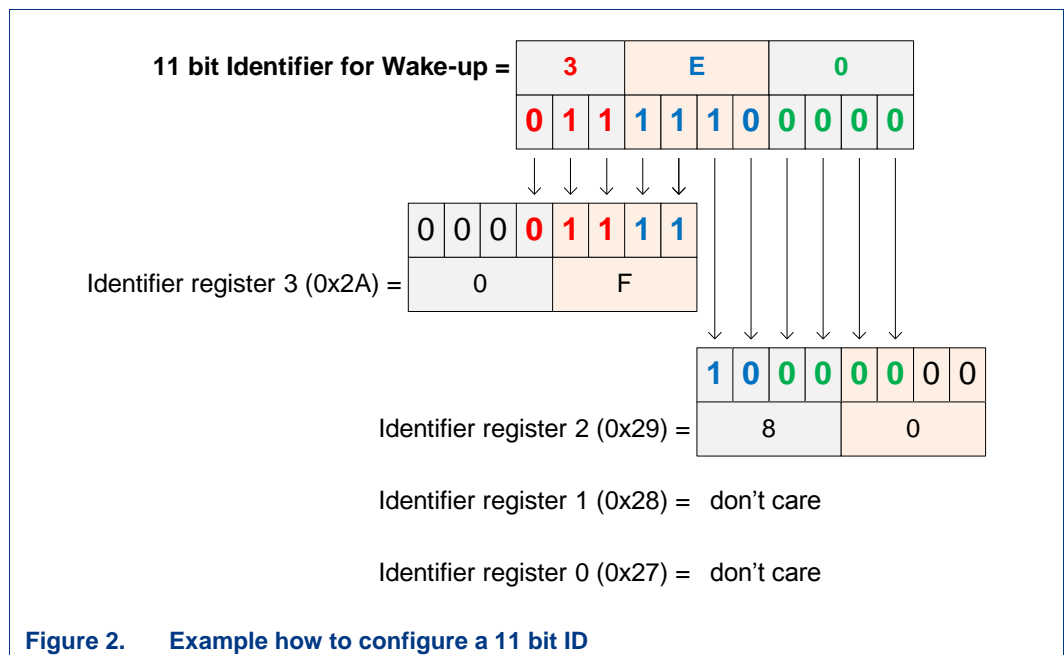 11 bit Identifier for Wake-up = 3 E 0
0 1 1 1 1 1 0 0 0 0 0
0 0 0 0 1 1 1 1
Identifier register 3 (0x2A) = 0 F
1 0 0 0 0 0 0 0
Identifier register 2 (0x29) = 8 0
Identifier register 1 (0x28) = don't care
Identifier register 0 (0x27) = don't care
Figure 2. Example how to configure a 11 bit ID